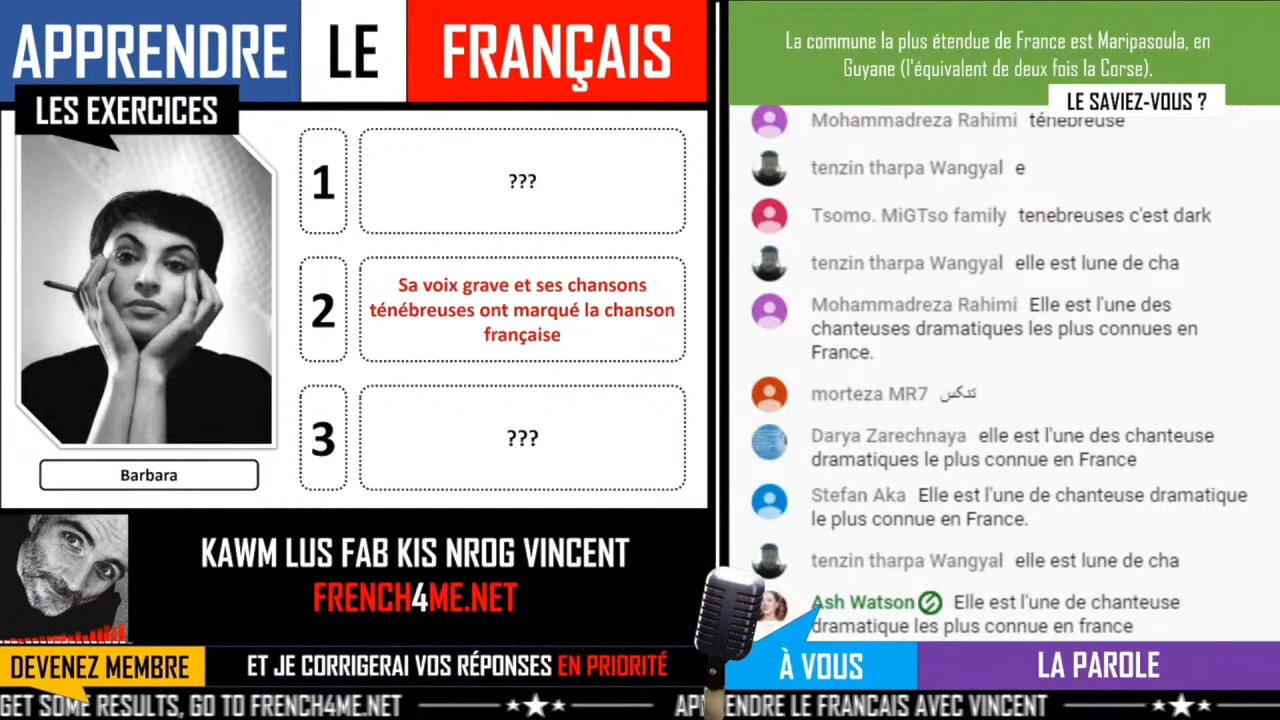 APPRENDRE LE FRANÇAIS
LES EXERCICES
1
???
2
Sa voix grave et ses chansons
ténébreuses ont marqué la chanson
française
3
???
Barbara
KAWM LUS FAB KIS NROG VINCENT
FRENCH4ME.NET
DEVENEZ MEMBRE
ET JE CORRIGERAI VOS RÉPONSES EN PRIORITÉ
La commune la plus étendue de France est Maripasoula, en
Guyane (l'équivalent de deux fois la Corse).
LE SAVIEZ-VOUS ?
Mohammadreza Rahimi ténébreuse
tenzin tharpa Wangyal e
Tsomo. MiGTso family tenebreuses c'est dark
tenzin tharpa Wangyal elle est lune de cha
Mohammadreza Rahimi Elle est l'une des
chanteuses dramatiques les plus connues en
France.
morteza MR7 تتکس
Darya Zarechnaya elle est l'une des chanteuse
dramatiques le plus connue en France
Stefan Aka Elle est l'une de chanteuse dramatique
le plus connue en France.
tenzin tharpa Wangyal elle est lune de cha
Ash Watson Elle est l'une de chanteuse
dramatique les plus connue en france
À VOUS LA PAROLE
GET SOME RESULTS, GO TO FRENCH4ME.NET APPRENDRE LE FRANCAIS AVEC VINCENT